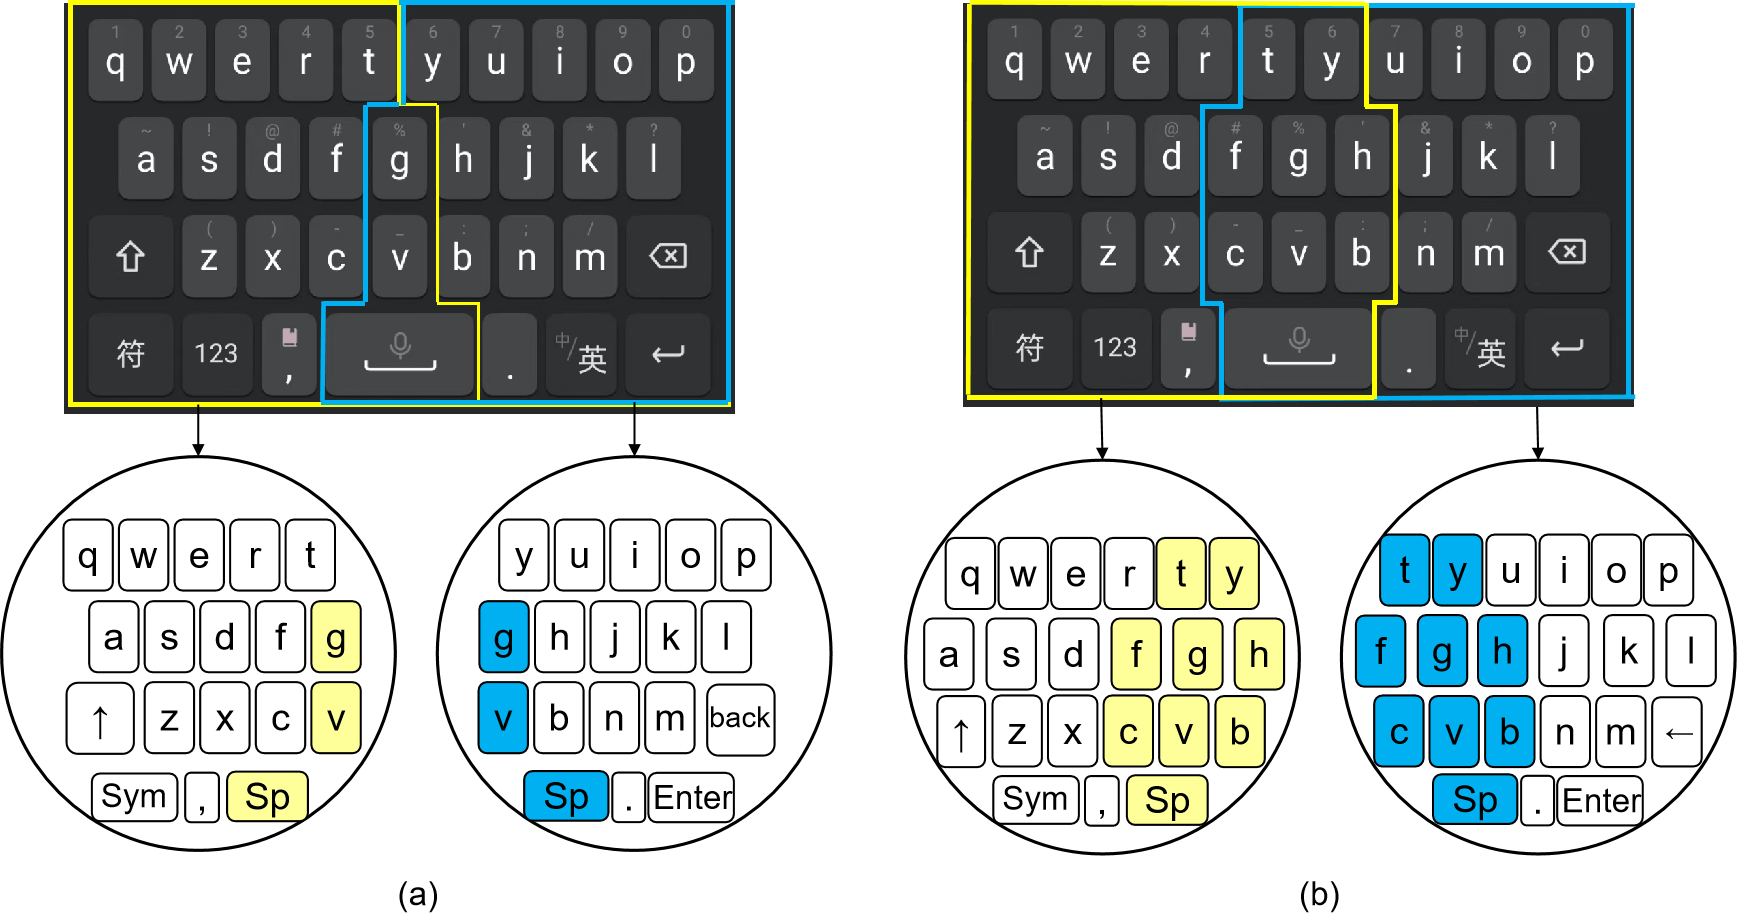 1 2 3 4 5 6 7 8 9 0
q w e r t y u i o p
~ ! @ # % ' & * ?
a s d f g h j k l
( ) - _ : ; /
z x c v b n m
符 123 , . 中/英
1 2 3 4 5 6 7 8 9 0
q w e r t y u i o p
~ ! @ # % ' & * ?
a s d f g h j k l
( ) - _ : ; /
z x c v b n m
符 123 , . 中/英
q w e r t
a s d f g
↑ z x c v
Sym , Sp
y u i o p
g h j k l
v b n m back
Sp . Enter
q w e r t y
a s d f g h
↑ z x c v b
Sym , Sp
t y u i o p
f g h j k l
c v b n m ←
Sp . Enter
(a)
(b)